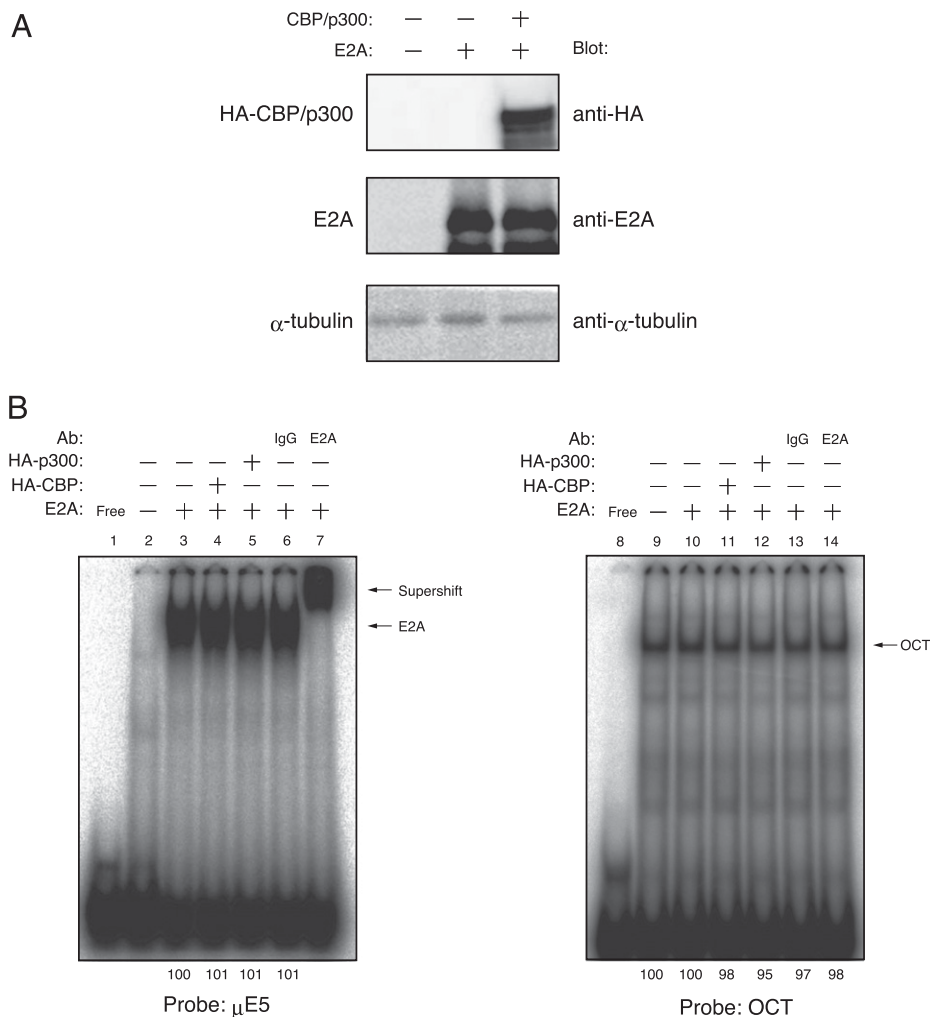 A
CBP/p300: – – +
E2A: – + + Blot:
HA-CBP/p300 anti-HA
E2A anti-E2A
α-tubulin anti-α-tubulin
B
Ab: IgG E2A
HA-p300: – – – + – –
HA-CBP: – – + – – –
E2A: Free – + + + + +
1 2 3 4 5 6 7
Supershift
E2A
100 101 101 101
Probe: μE5
Ab: IgG E2A
HA-p300: – – – + – –
HA-CBP: – – + – – –
E2A: Free – + + + + +
8 9 10 11 12 13 14
OCT
100 100 98 95 97 98
Probe: OCT